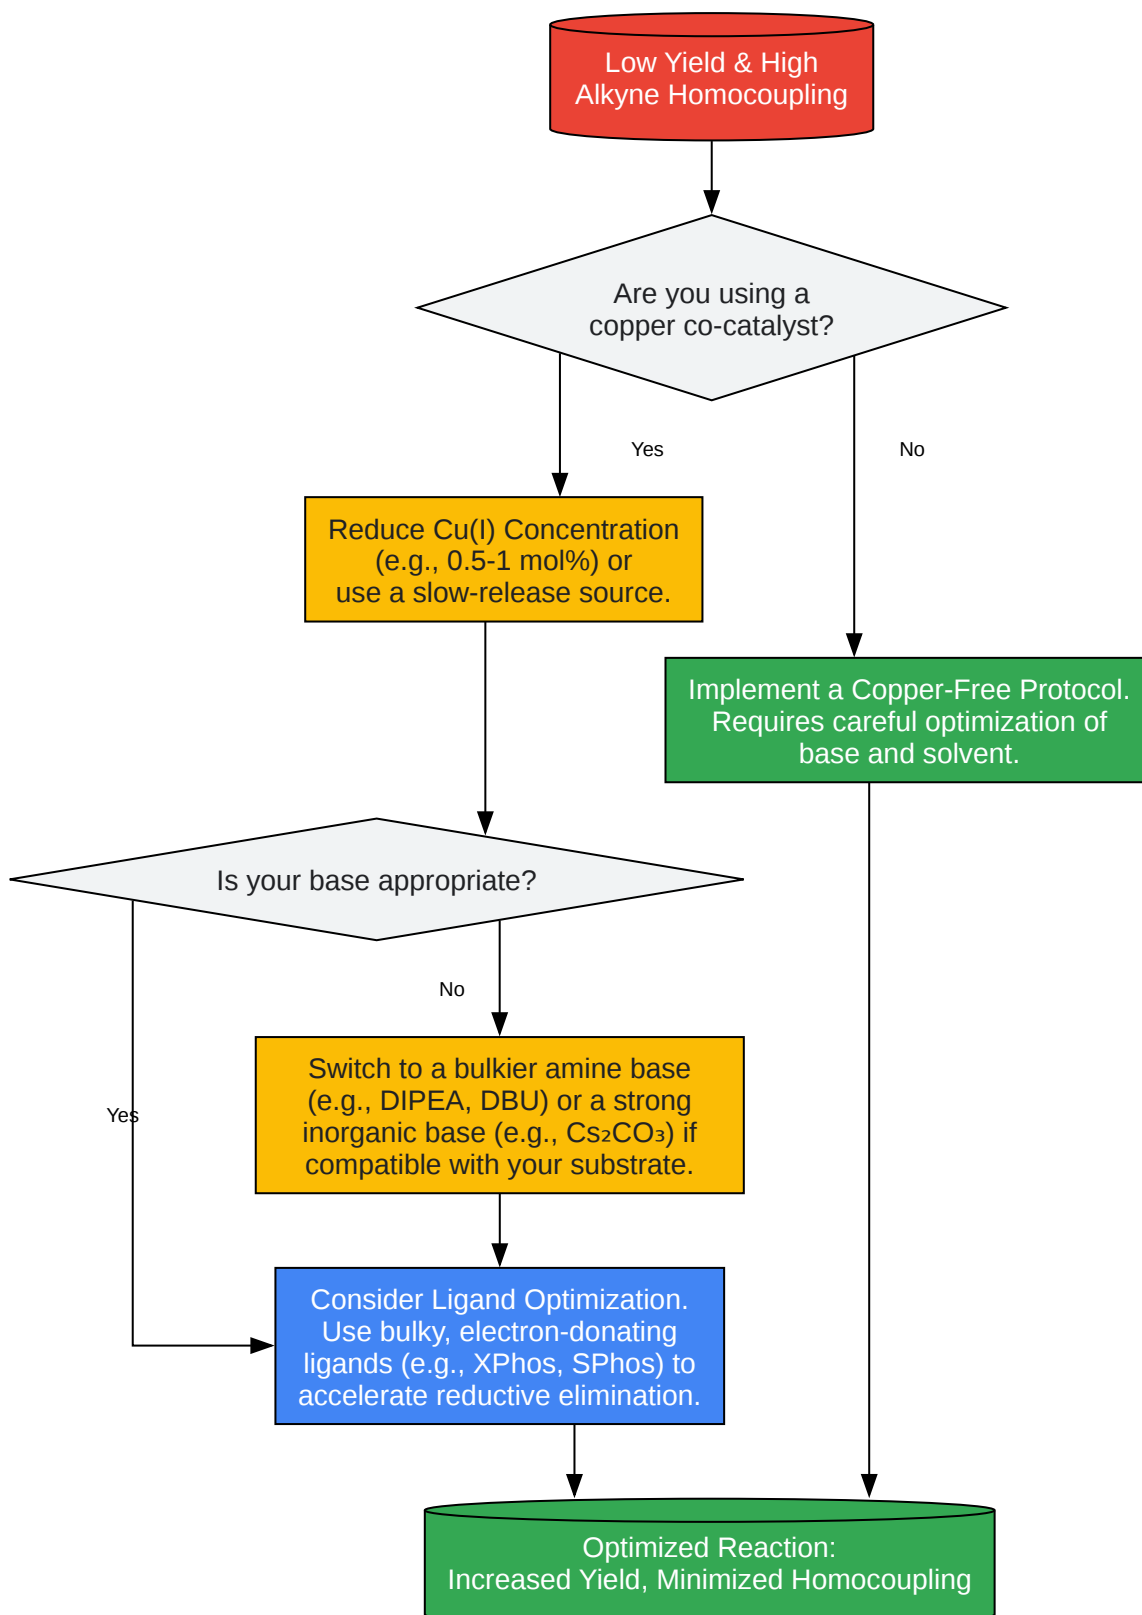 Low Yield & High
Alkyne Homocoupling
Are you using a
copper co-catalyst?
Yes
No
Reduce Cu(I) Concentration
(e.g., 0.5-1 mol%) or
use a slow-release source.
Implement a Copper-Free Protocol.
Requires careful optimization of
base and solvent.
Is your base appropriate?
No
Switch to a bulkier amine base
(e.g., DIPEA, DBU) or a strong
inorganic base (e.g., Cs₂CO₃) if
compatible with your substrate.
Yes
Consider Ligand Optimization.
Use bulky, electron-donating
ligands (e.g., XPhos, SPhos) to
accelerate reductive elimination.
Optimized Reaction:
Increased Yield, Minimized Homocoupling